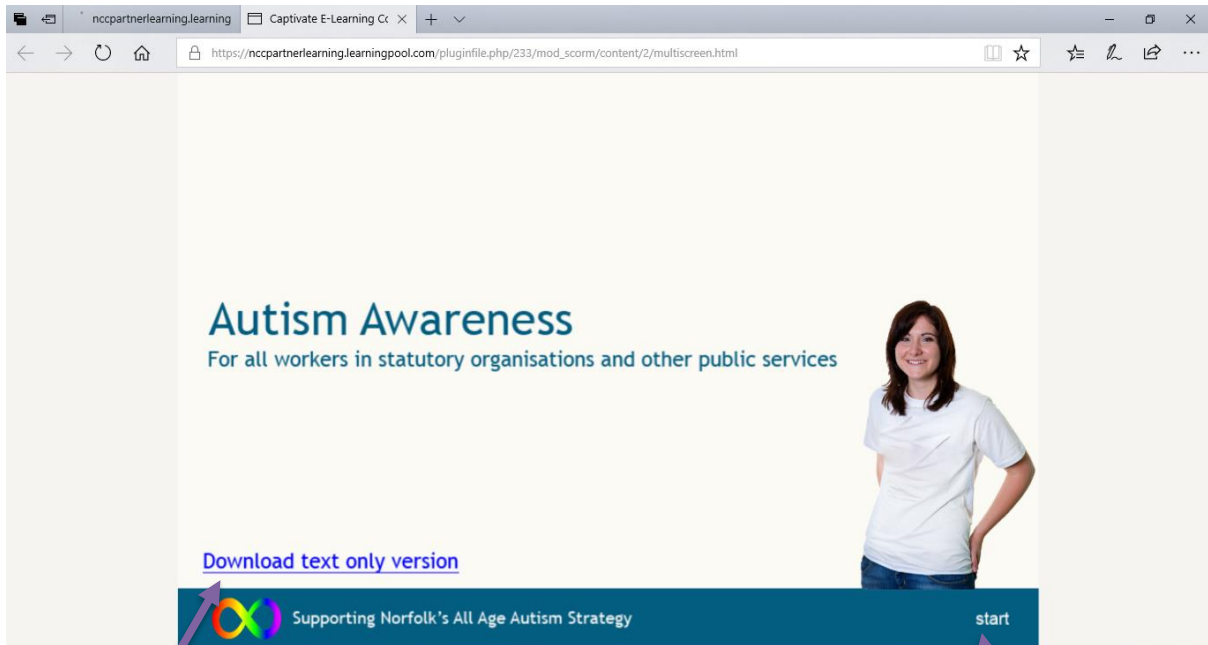 nccpartnerlearning.learning
Captivate E-Learning Cc
https://nccpartnerlearning.learningpool.com/pluginfile.php/233/mod_scorm/content/2/multiscreen.html
Autism Awareness
For all workers in statutory organisations and other public services
Download text only version
Supporting Norfolk's All Age Autism Strategy
start